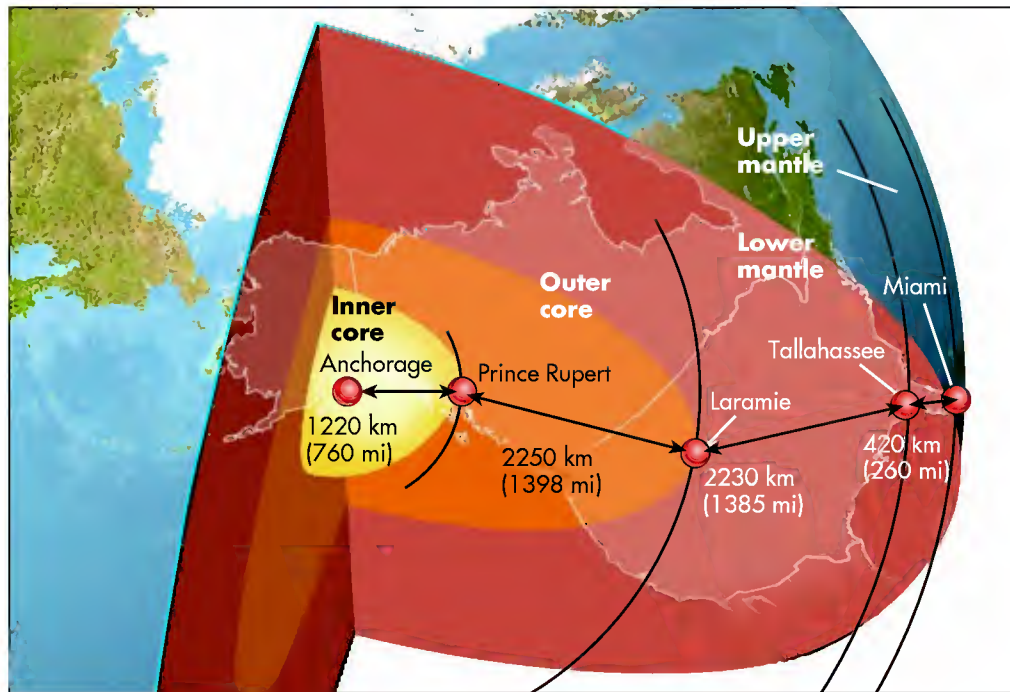 Upper
mantle
Lower
mantle
Miami
Outer
core
Inner
core
Tallahassee
Anchorage
Prince Rupert
Laramie
1220 km
(760 mi)
2250 km
(1398 mi)
2230 km
(1385 mi)
420 km
(260 mi)